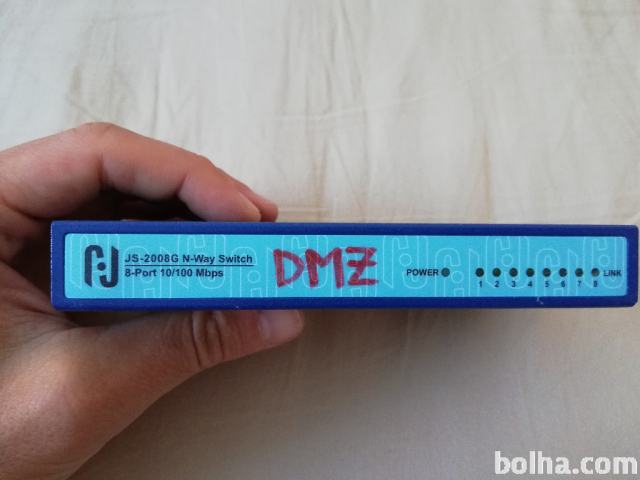 JS-2008G N-Way Switch
8-Port 10/100 Mbps
DMZ
POWER
LINK
1 2 3 4 5 6 7 8
bolha.com